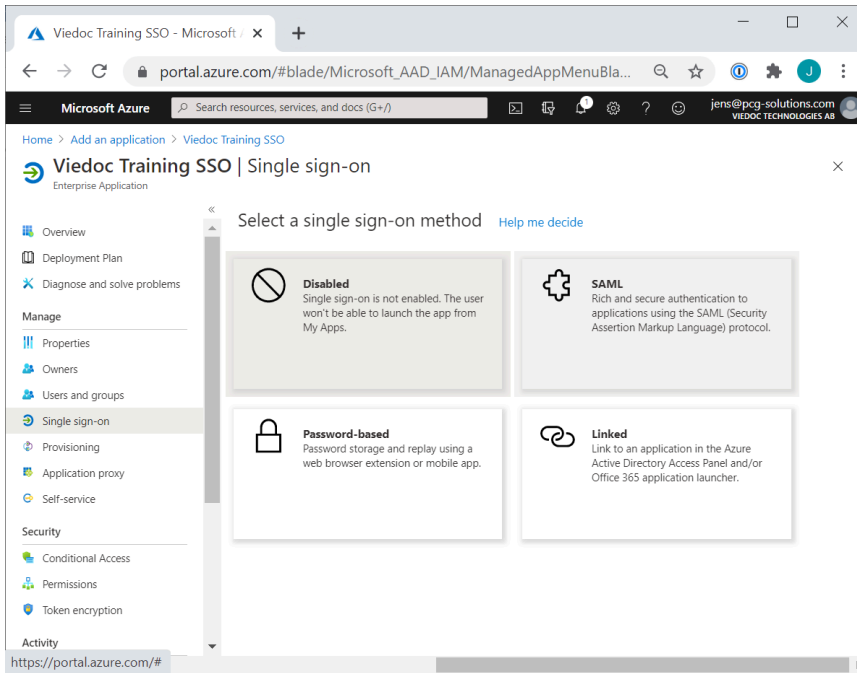 Viedoc Training SSO - Microsoft A
portal.azure.com/#blade/Microsoft_AAD_IAM/ManagedAppMenuBla...
J
Microsoft Azure
Search resources, services, and docs (G+/)
1
jens@pcg-solutions.com
VIEDOC TECHNOLOGIES AB
Home > Add an application > Viedoc Training SSO
Viedoc Training SSO | Single sign-on
Enterprise Application
«
Overview
Deployment Plan
Diagnose and solve problems
Manage
Properties
Owners
Users and groups
Single sign-on
Provisioning
Application proxy
Self-service
Security
Conditional Access
Permissions
Token encryption
Activity
https://portal.azure.com/#
Select a single sign-on method Help me decide
Disabled
Single sign-on is not enabled. The user
won't be able to launch the app from
My Apps.
SAML
Rich and secure authentication to
applications using the SAML (Security
Assertion Markup Language) protocol.
Password-based
Password storage and replay using a
web browser extension or mobile app.
Linked
Link to an application in the Azure
Active Directory Access Panel and/or
Office 365 application launcher.